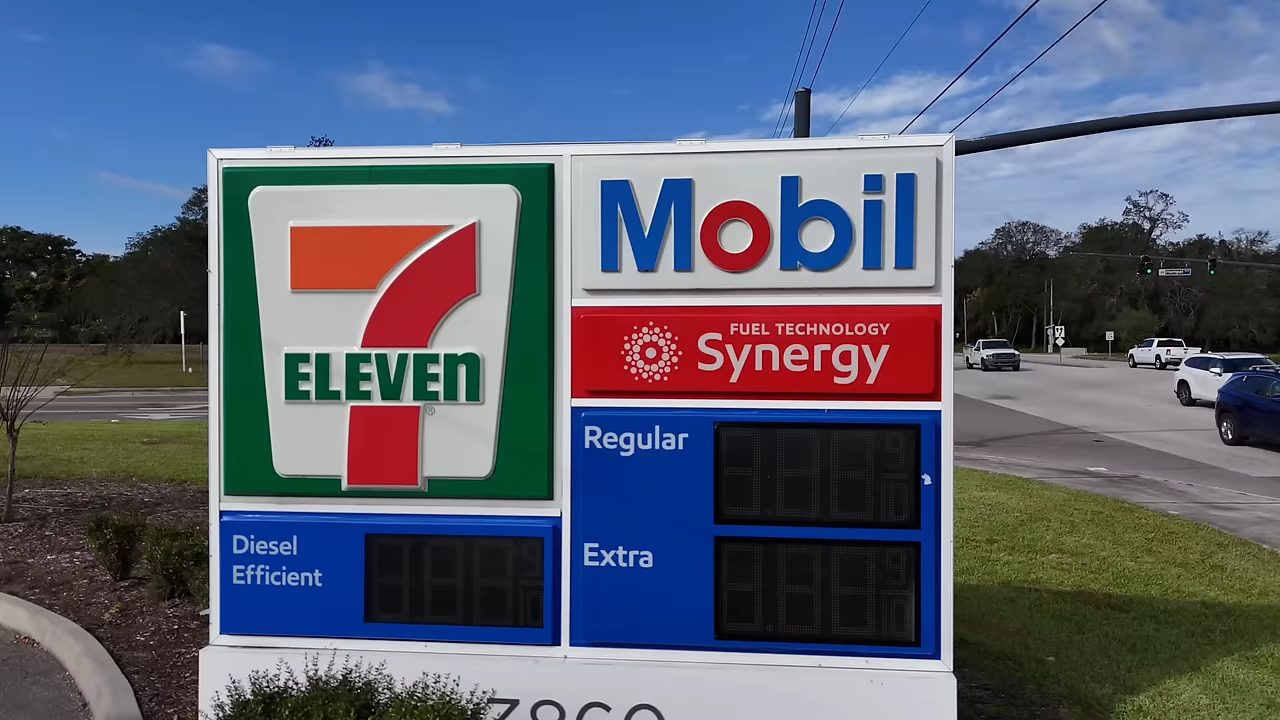 7
ELEVEn
®
Mobil
FUEL TECHNOLOGY
Synergy
Regular
Extra
Diesel
Efficient